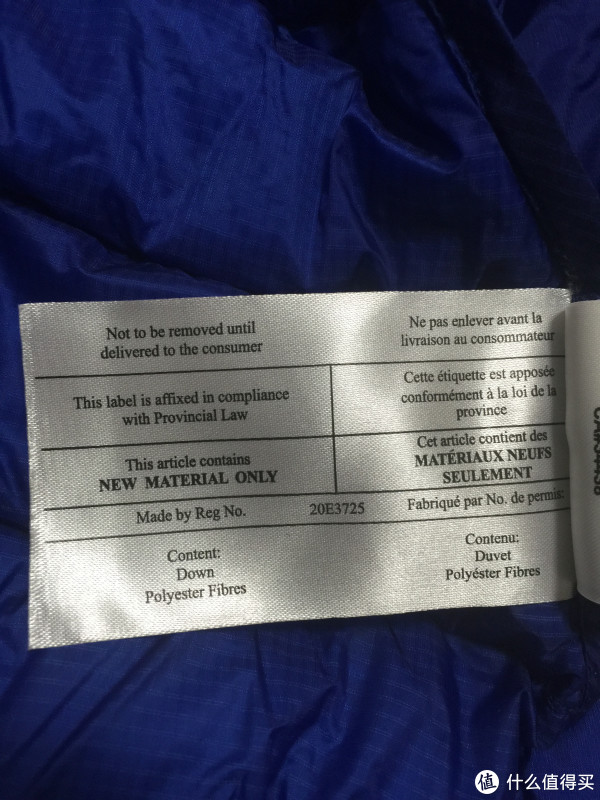 Not to be removed until
delivered to the consumer
Ne pas enlever avant la
livraison au consommateur
This label is affixed in compliance
with Provincial Law
Cette étiquette est apposée
conformément à la loi de la
province
This article contains
NEW MATERIAL ONLY
Cet article contient des
MATÉRIAUX NEUFS
SEULEMENT
Made by Reg No. 20E3725 Fabriqué par No. de permis:
Content:
Down
Polyester Fibres
Contenu:
Duvet
Polyéster Fibres
值 什么值得买